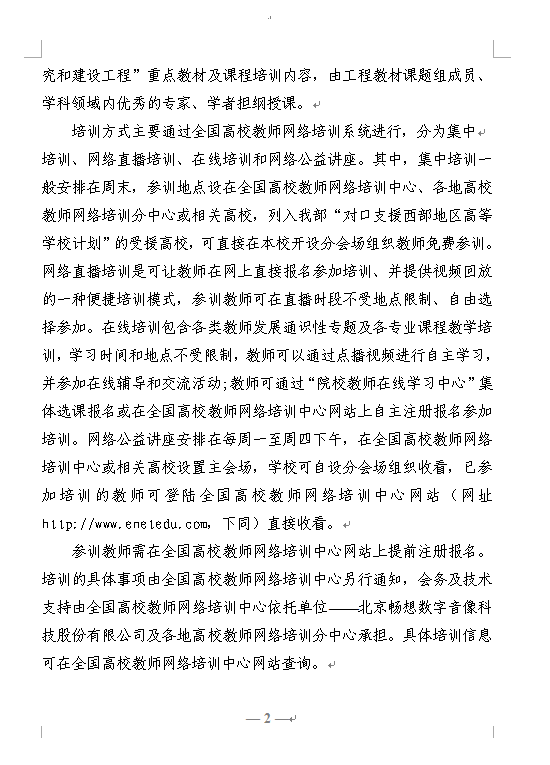 究和建设工程”重点教材及课程培训内容，由工程教材课题组成员、
学科领域内优秀的专家、学者担纲授课。
培训方式主要通过全国高校教师网络培训系统进行，分为集中
培训、网络直播培训、在线培训和网络公益讲座。其中，集中培训一
般安排在周末，参训地点设在全国高校教师网络培训中心、各地高校
教师网络培训分中心或相关高校，列入我部“对口支援西部地区高等
学校计划”的受援高校，可直接在本校开设分会场组织教师免费参训。
网络直播培训是可让教师在网上直接报名参加培训、并提供视频回放
的一种便捷培训模式，参训教师可在直播时段不受地点限制、自由选
择参加。在线培训包含各类教师发展通识性专题及各专业课程教学培
训，学习时间和地点不受限制，教师可以通过点播视频进行自主学习，
并参加在线辅导和交流活动;教师可通过“院校教师在线学习中心”集
体选课报名或在全国高校教师网络培训中心网站上自主注册报名参加
培训。网络公益讲座安排在每周一至周四下午，在全国高校教师网络
培训中心或相关高校设置主会场，学校可自设分会场组织收看，已参
加培训的教师可登陆全国高校教师网络培训中心网站（网址
http://www.enetedu.com，下同）直接收看。
参训教师需在全国高校教师网络培训中心网站上提前注册报名。
培训的具体事项由全国高校教师网络培训中心另行通知，会务及技术
支持由全国高校教师网络培训中心依托单位——北京畅想数字音像科
技股份有限公司及各地高校教师网络培训分中心承担。具体培训信息
可在全国高校教师网络培训中心网站查询。
— 2 —